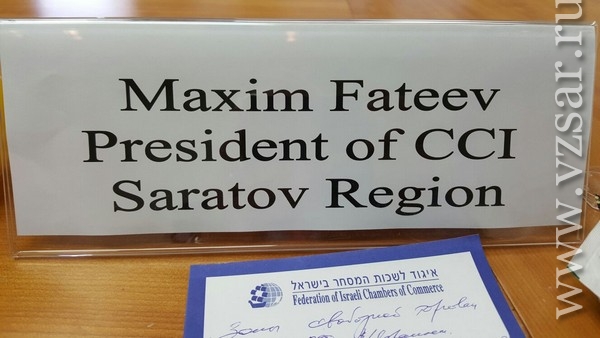 Maxim Fateev
President of CCI
Saratov Region
איגוד לשכות המסחר בישראל
Federation of Israeli Chambers of Commerce
www.vzsar.ru